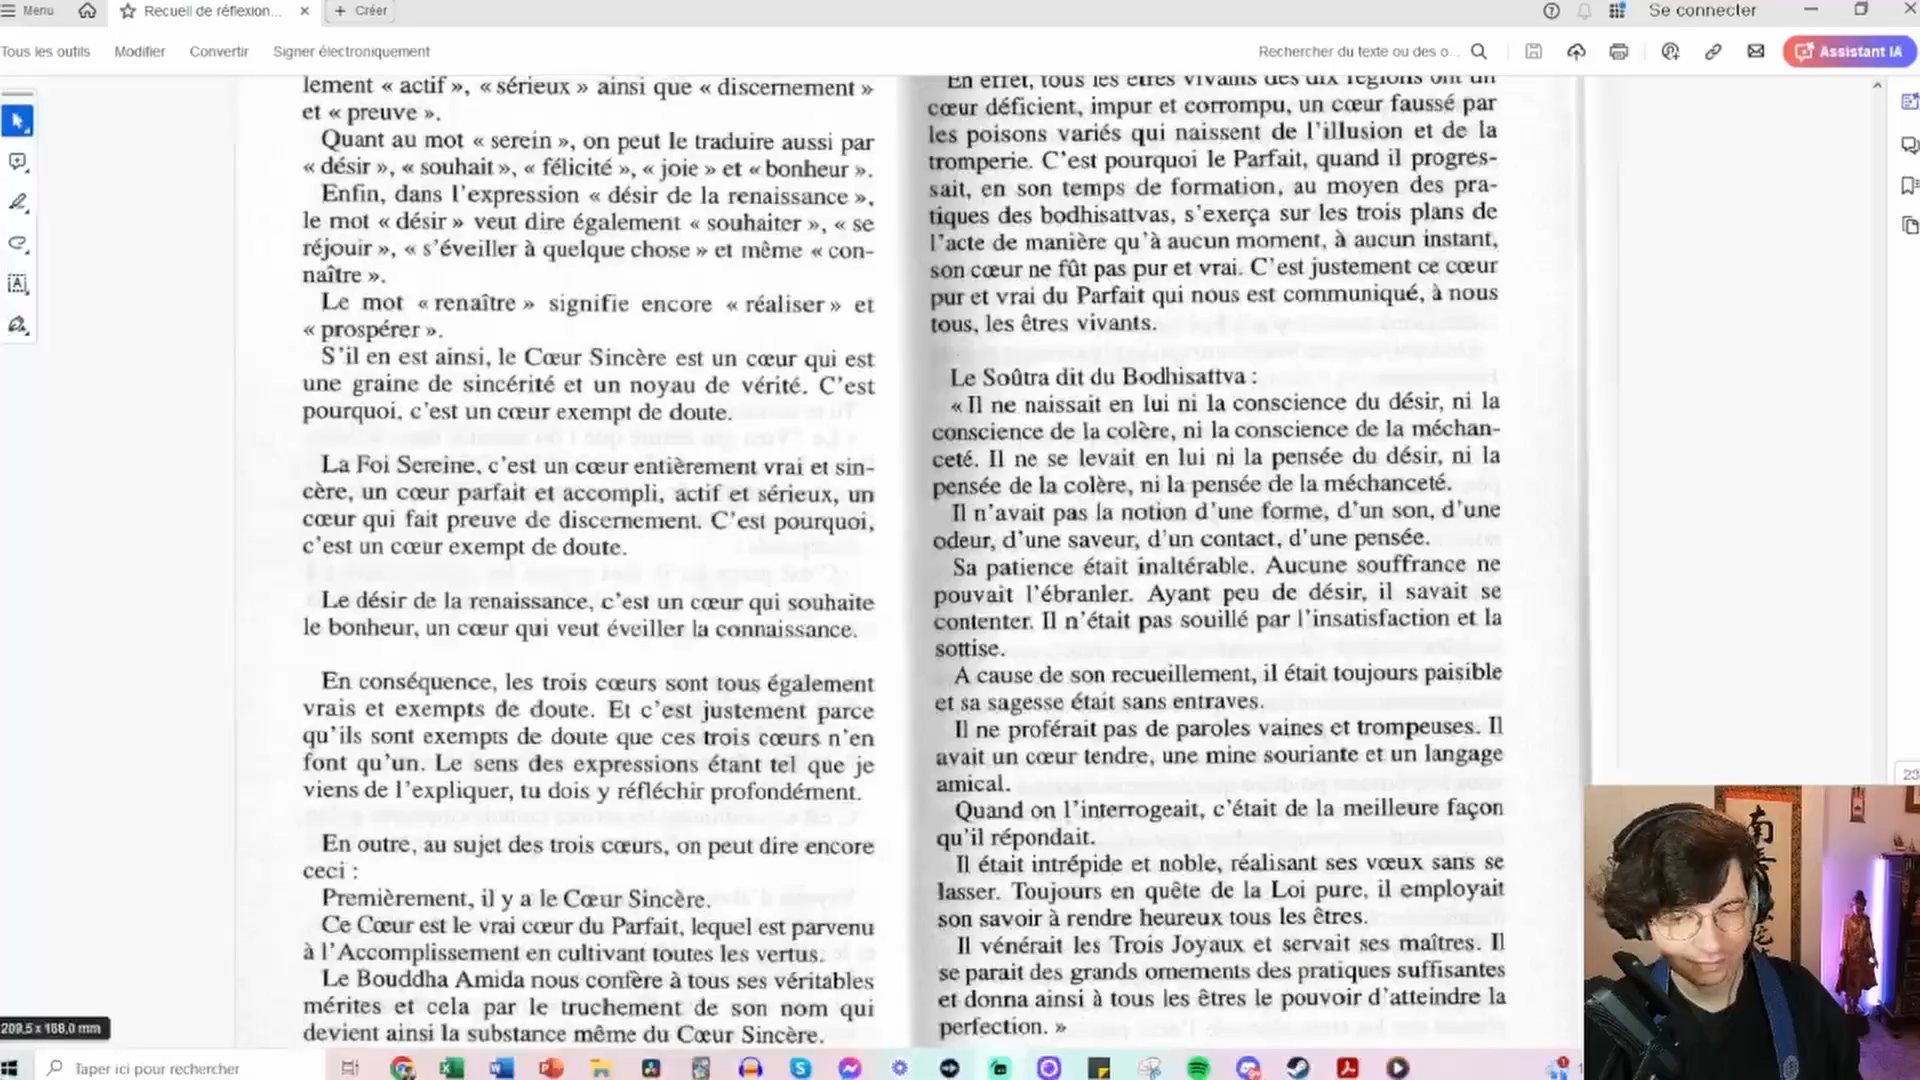 Menu
Recueil de réflexion...
Créer
Se connecter
Tous les outils
Modifier
Convertir
Signer électroniquement
Rechercher du texte ou des o...
Assistant IA
lement « actif », « sérieux » ainsi que « discernement »
et « preuve ».
Quant au mot « serein », on peut le traduire aussi par
« désir », « souhait », « félicité », « joie » et « bonheur ».
Enfin, dans l'expression « désir de la renaissance »,
le mot « désir » veut dire également « souhaiter », « se
réjouir », « s'éveiller à quelque chose » et même « con-
naître ».
Le mot « renaître » signifie encore « réaliser » et
« prospérer ».
S'il en est ainsi, le Cœur Sincère est un cœur qui est
une graine de sincérité et un noyau de vérité. C'est
pourquoi, c'est un cœur exempt de doute.
La Foi Sereine, c'est un cœur entièrement vrai et sin-
cère, un cœur parfait et accompli, actif et sérieux, un
cœur qui fait preuve de discernement. C'est pourquoi,
c'est un cœur exempt de doute.
Le désir de la renaissance, c'est un cœur qui souhaite
le bonheur, un cœur qui veut éveiller la connaissance.
En conséquence, les trois cœurs sont tous également
vrais et exempts de doute. Et c'est justement parce
qu'ils sont exempts de doute que ces trois cœurs n'en
font qu'un. Le sens des expressions étant tel que je
viens de l'expliquer, tu dois y réfléchir profondément.
En outre, au sujet des trois cœurs, on peut dire encore
ceci :
Premièrement, il y a le Cœur Sincère.
Ce Cœur est le vrai cœur du Parfait, lequel est parvenu
à l'Accomplissement en cultivant toutes les vertus.
Le Bouddha Amida nous confère à tous ses véritables
mérites et cela par le truchement de son nom qui
devient ainsi la substance même du Cœur Sincère.
En effet, tous les êtres vivants des dix régions ont un
cœur déficient, impur et corrompu, un cœur faussé par
les poisons variés qui naissent de l'illusion et de la
tromperie. C'est pourquoi le Parfait, quand il progres-
sait, en son temps de formation, au moyen des pra-
tiques des bodhisattvas, s'exerça sur les trois plans de
l'acte de manière qu'à aucun moment, à aucun instant,
son cœur ne fût pas pur et vrai. C'est justement ce cœur
pur et vrai du Parfait qui nous est communiqué, à nous
tous, les êtres vivants.
Le Soûtra dit du Bodhisattva :
« Il ne naissait en lui ni la conscience du désir, ni la
conscience de la colère, ni la conscience de la méchan-
ceté. Il ne se levait en lui ni la pensée du désir, ni la
pensée de la colère, ni la pensée de la méchanceté.
Il n'avait pas la notion d'une forme, d'un son, d'une
odeur, d'une saveur, d'un contact, d'une pensée.
Sa patience était inaltérable. Aucune souffrance ne
pouvait l'ébranler. Ayant peu de désir, il savait se
contenter. Il n'était pas souillé par l'insatisfaction et la
sottise.
A cause de son recueillement, il était toujours paisible
et sa sagesse était sans entraves.
Il ne proférait pas de paroles vaines et trompeuses. Il
avait un cœur tendre, une mine souriante et un langage
amical.
Quand on l'interrogeait, c'était de la meilleure façon
qu'il répondait.
Il était intrépide et noble, réalisant ses vœux sans se
lasser. Toujours en quête de la Loi pure, il employait
son savoir à rendre heureux tous les êtres.
Il vénérait les Trois Joyaux et servait ses maîtres. Il
se parait des grands ornements des pratiques suffisantes
et donna ainsi à tous les êtres le pouvoir d'atteindre la
perfection. »
23
南
209,5 x 168,0 mm
Taper ici pour rechercher